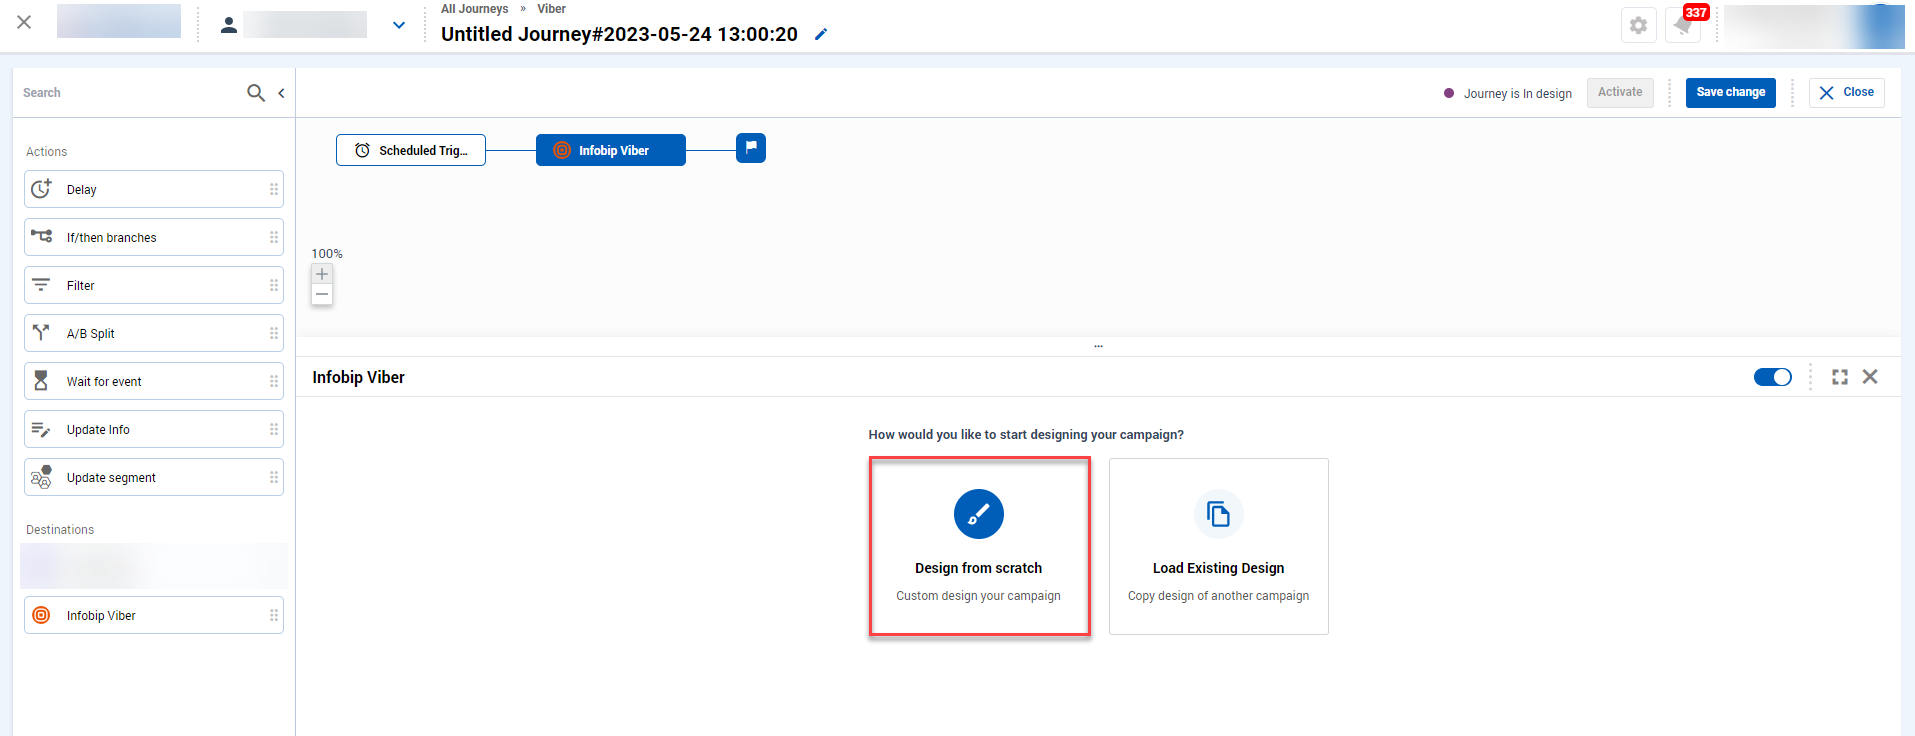 All Journeys » Viber
Untitled Journey#2023-05-24 13:00:20
337
Search
Journey is In design
Activate
Save change
Close
Actions
Delay
If/then branches
Filter
A/B Split
Wait for event
Update Info
Update segment
Destinations
Infobip Viber
Scheduled Trig...
Infobip Viber
100%
Infobip Viber
How would you like to start designing your campaign?
Design from scratch
Custom design your campaign
Load Existing Design
Copy design of another campaign